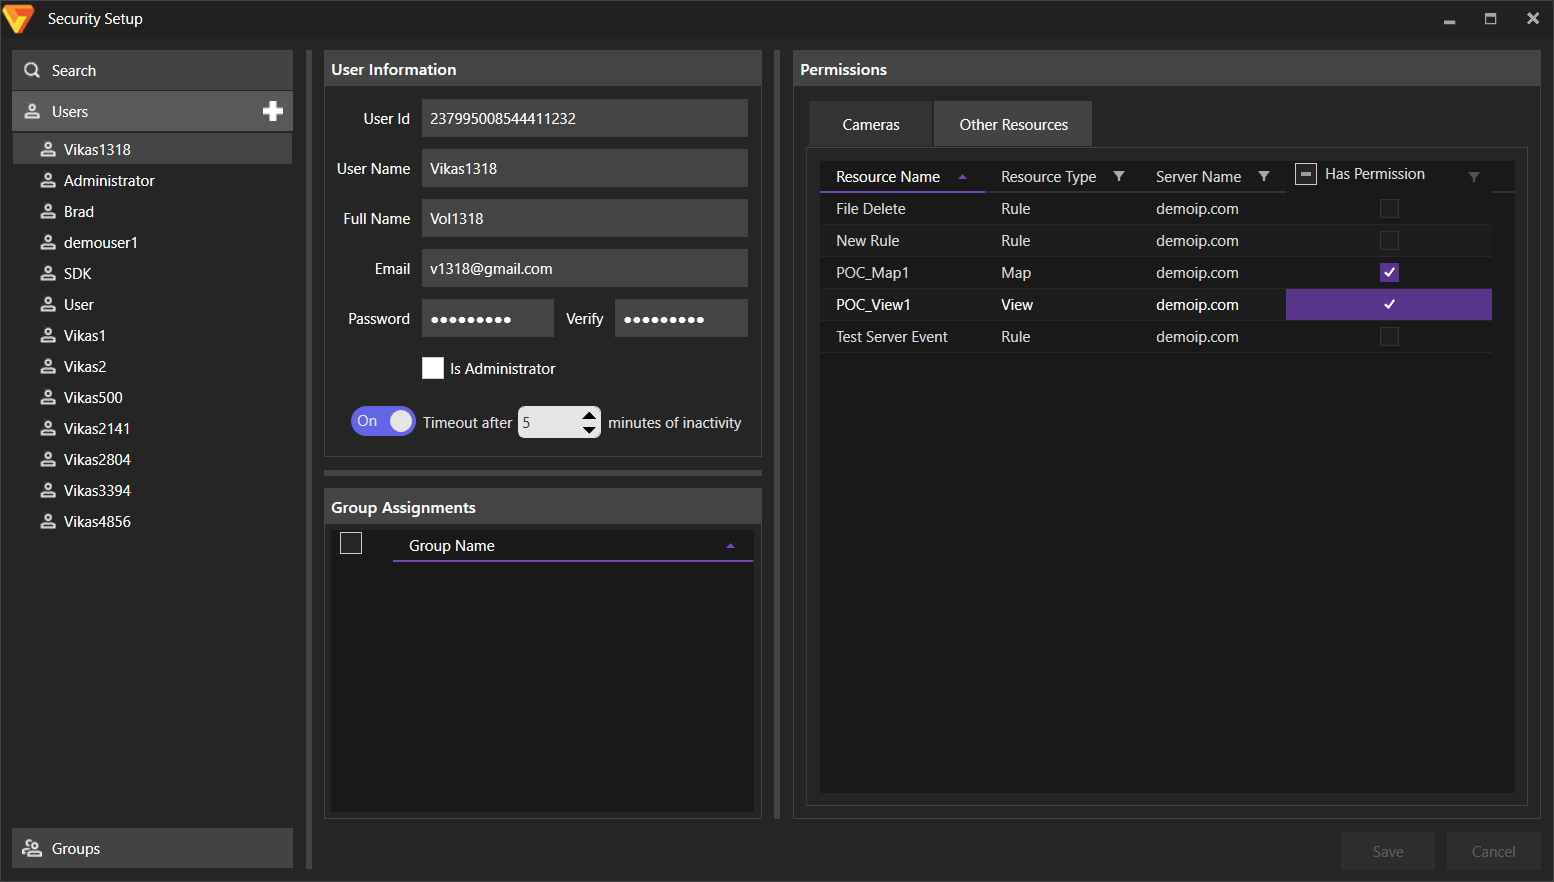 Security Setup
Search
Users
Vikas1318
Administrator
Brad
demouser1
SDK
User
Vikas1
Vikas2
Vikas500
Vikas2141
Vikas2804
Vikas3394
Vikas4856
Groups
User Information
User Id 237995008544411232
User Name Vikas1318
Full Name Vol1318
Email v1318@gmail.com
Password ●●●●●●●●● Verify ●●●●●●●●●
Is Administrator
On Timeout after 5 minutes of inactivity
Group Assignments
Group Name
Permissions
Cameras Other Resources
Resource Name Resource Type Server Name Has Permission
File Delete Rule demoip.com
New Rule Rule demoip.com
POC_Map1 Map demoip.com
POC_View1 View demoip.com
Test Server Event Rule demoip.com
Save Cancel